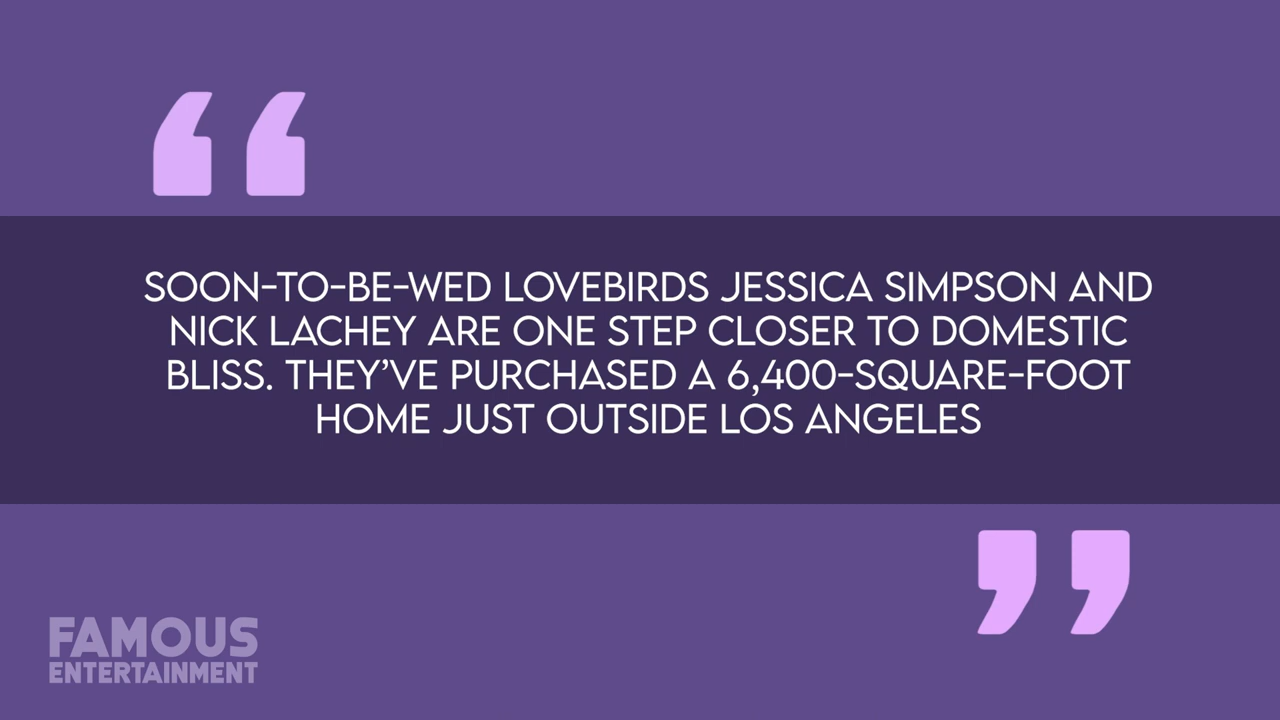 “
SOON-TO-BE-WED LOVEBIRDS JESSICA SIMPSON AND
NICK LACHEY ARE ONE STEP CLOSER TO DOMESTIC
BLISS. THEY’VE PURCHASED A 6,400-SQUARE-FOOT
HOME JUST OUTSIDE LOS ANGELES
”
FAMOUS
ENTERTAINMENT